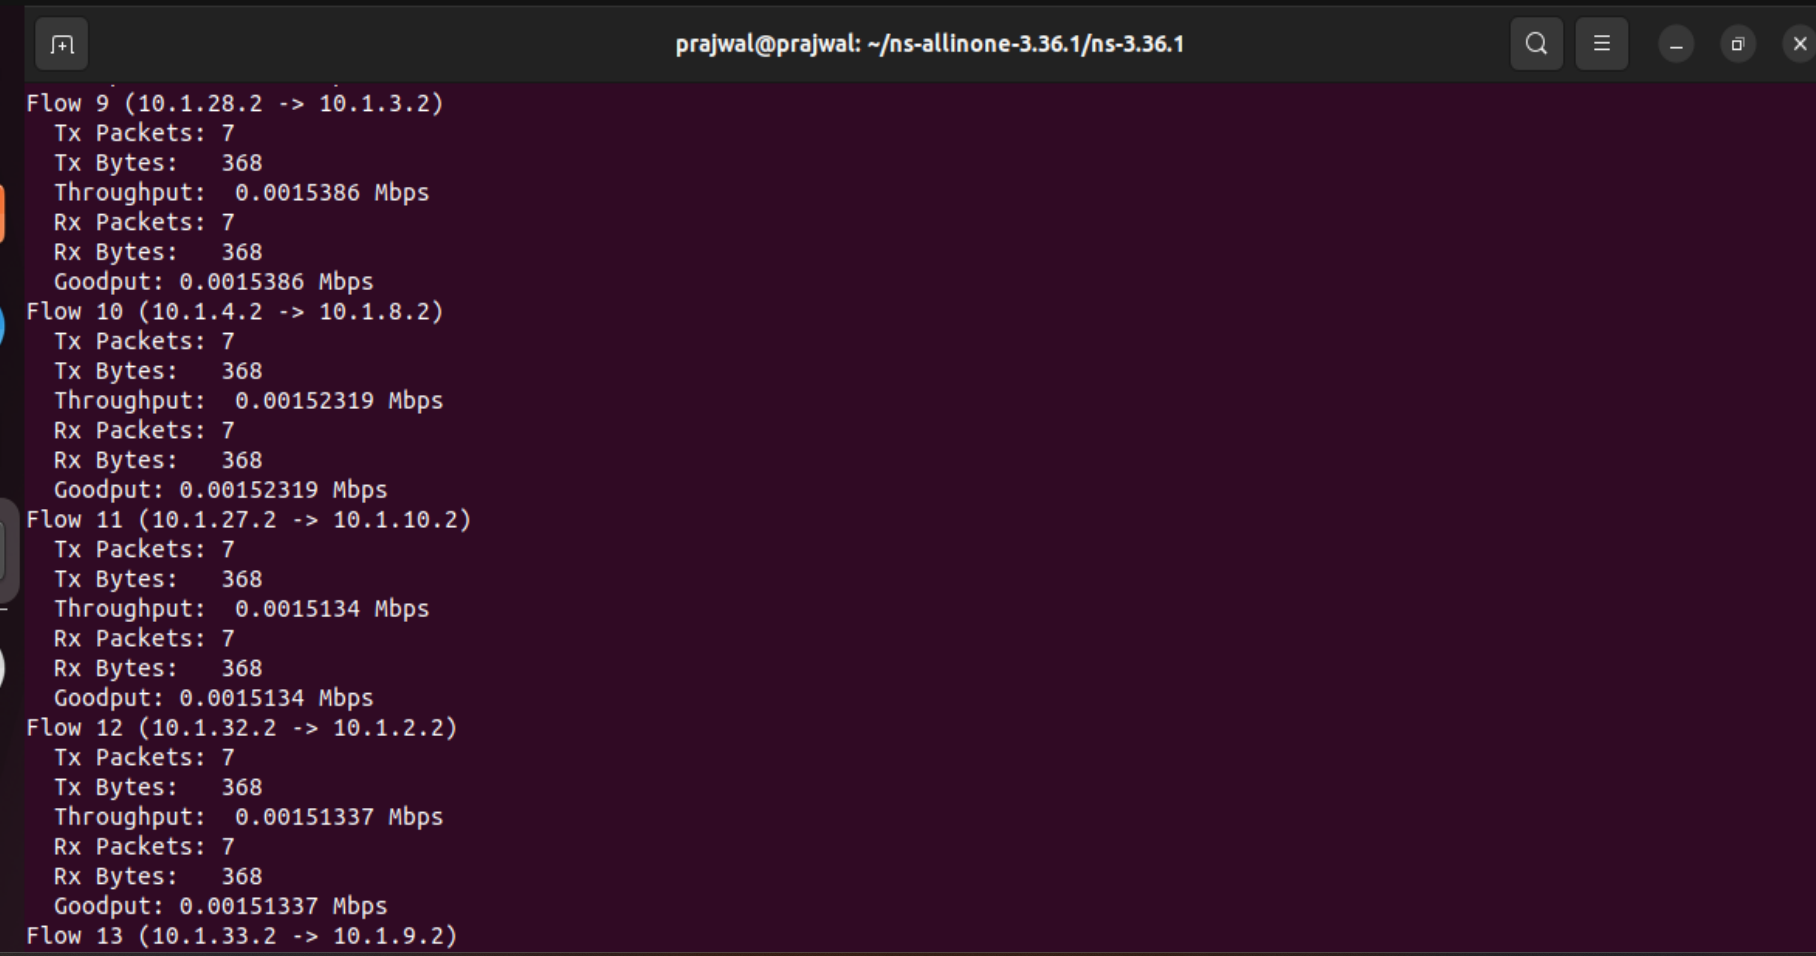 prajwal@prajwal: ~/ns-allinone-3.36.1/ns-3.36.1
Flow 9 (10.1.28.2 -> 10.1.3.2)
  Tx Packets: 7
  Tx Bytes:   368
  Throughput:  0.0015386 Mbps
  Rx Packets: 7
  Rx Bytes:   368
  Goodput: 0.0015386 Mbps
Flow 10 (10.1.4.2 -> 10.1.8.2)
  Tx Packets: 7
  Tx Bytes:   368
  Throughput:  0.00152319 Mbps
  Rx Packets: 7
  Rx Bytes:   368
  Goodput: 0.00152319 Mbps
Flow 11 (10.1.27.2 -> 10.1.10.2)
  Tx Packets: 7
  Tx Bytes:   368
  Throughput:  0.0015134 Mbps
  Rx Packets: 7
  Rx Bytes:   368
  Goodput: 0.0015134 Mbps
Flow 12 (10.1.32.2 -> 10.1.2.2)
  Tx Packets: 7
  Tx Bytes:   368
  Throughput:  0.00151337 Mbps
  Rx Packets: 7
  Rx Bytes:   368
  Goodput: 0.00151337 Mbps
Flow 13 (10.1.33.2 -> 10.1.9.2)